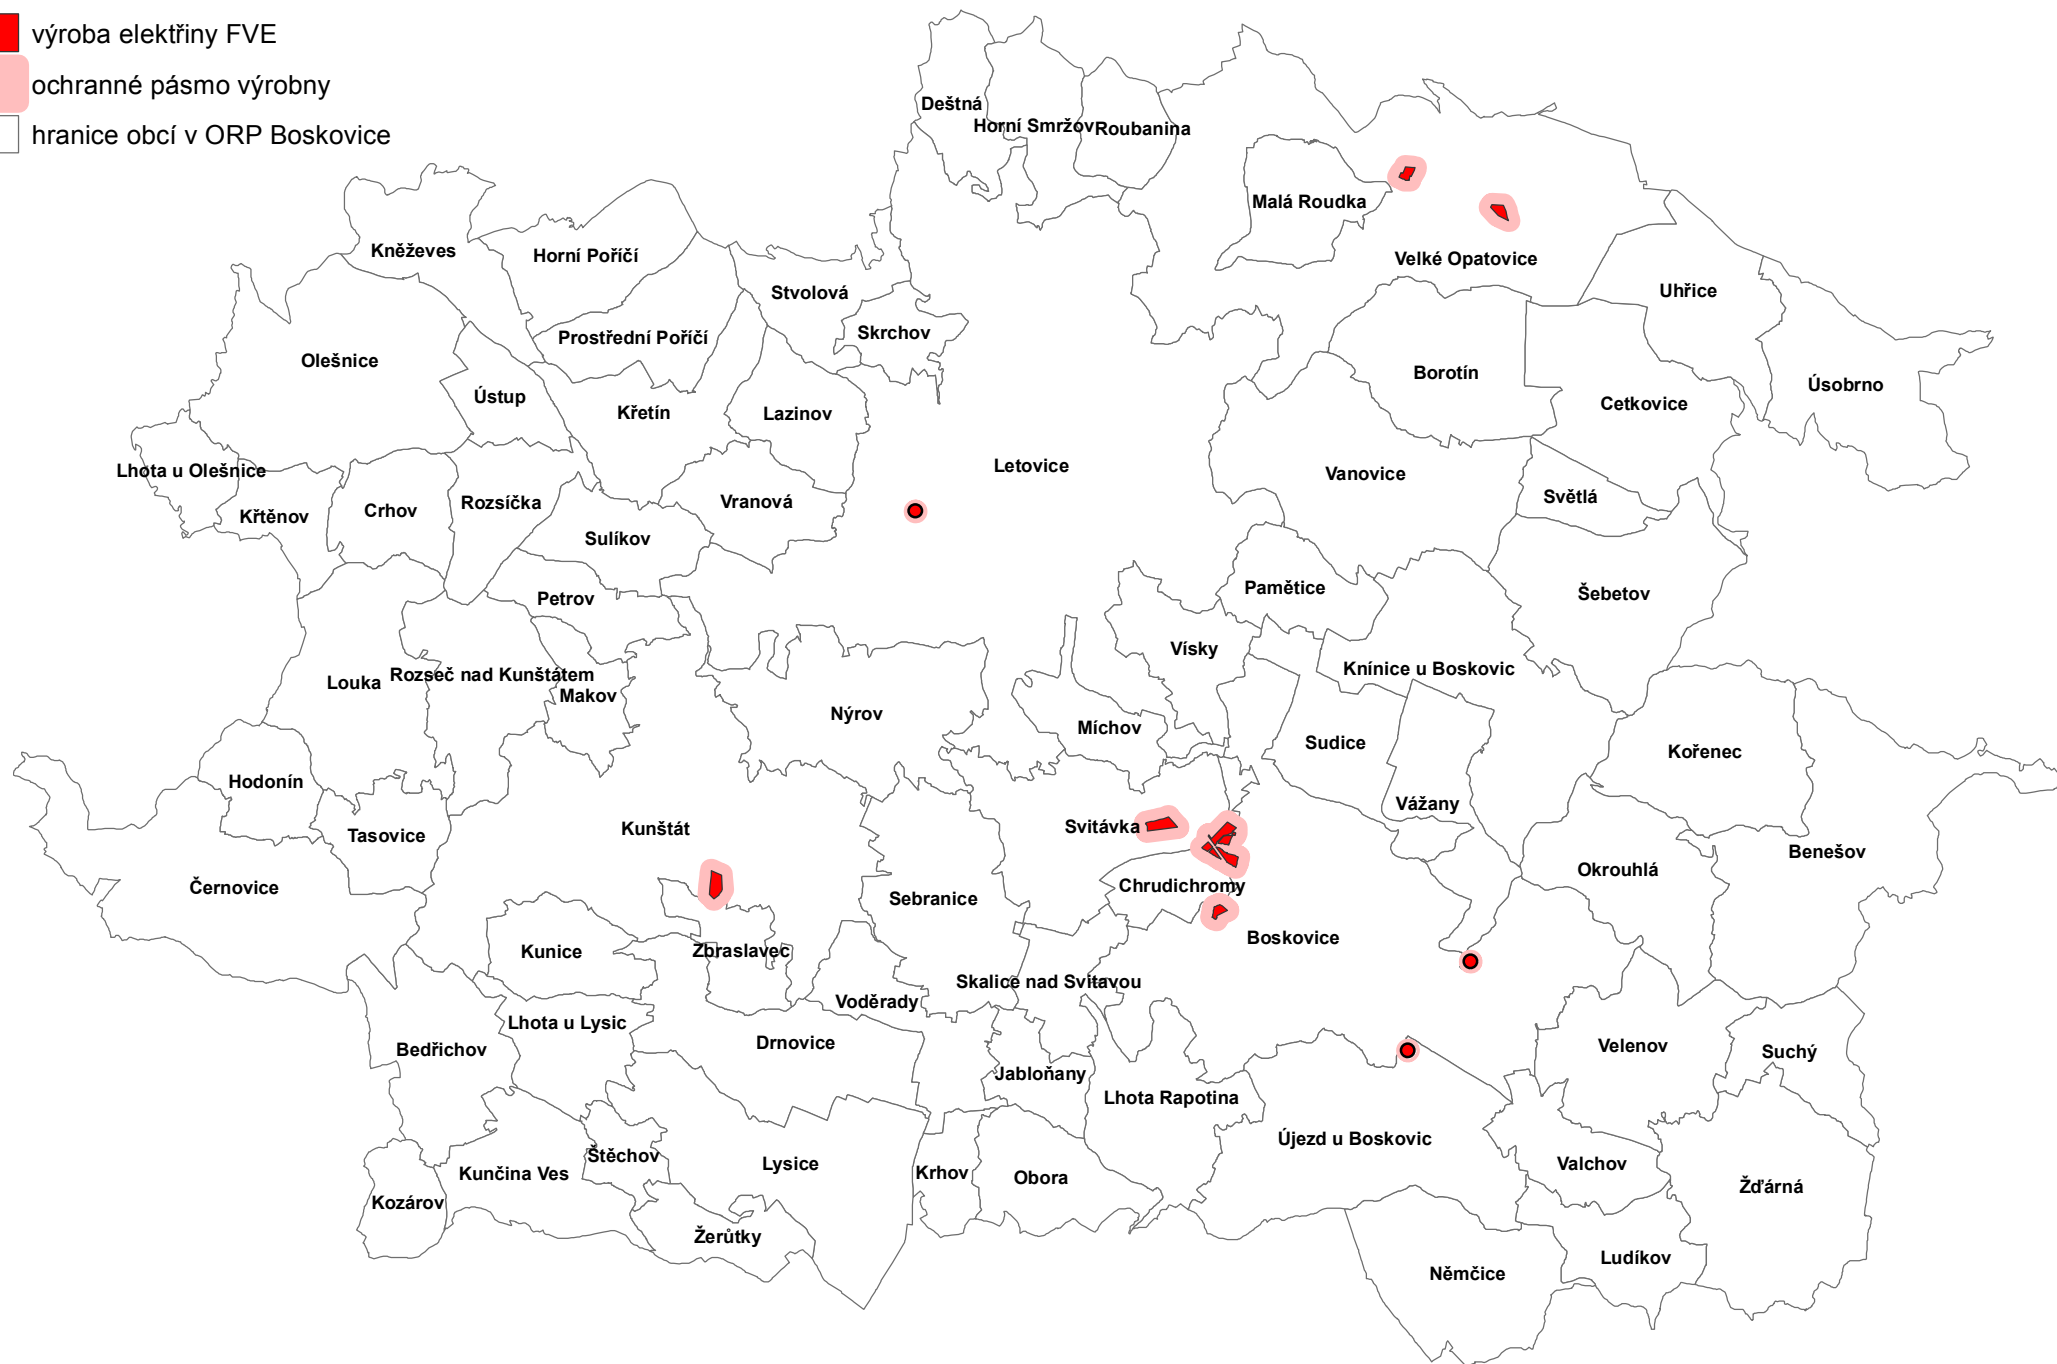 výroba elektřiny FVE
ochranné pásmo výrobny
hranice obcí v ORP Boskovice
Deštná
Horní Smržov
Roubanina
Malá Roudka
Velké Opatovice
Kněževes
Horní Poříčí
Stvolová
Uhřice
Skrchov
Prostřední Poříčí
Olešnice
Borotín
Úsobrno
Ústup
Křetín
Lazinov
Cetkovice
Lhota u Olešnice
Letovice
Vanovice
Světlá
Křtěnov
Crhov
Rozsíčka
Vranová
Sulíkov
Petrov
Pamětice
Šebetov
Vísky
Louka
Rozseč nad Kunštátem
Makov
Knínice u Boskovic
Nýrov
Míchov
Sudice
Kořenec
Hodonín
Vážany
Tasovice
Kunštát
Svitávka
Benešov
Okrouhlá
Černovice
Sebranice
Chrudichromy
Kunice
Zbraslavec
Boskovice
Skalice nad Svitavou
Voděrady
Lhota u Lysic
Bedřichov
Drnovice
Velenov
Suchý
Jabloňany
Lhota Rapotina
Újezd u Boskovic
Štěchov
Lysice
Kunčina Ves
Krhov
Obora
Valchov
Žďárná
Kozárov
Žerůtky
Ludíkov
Němčice